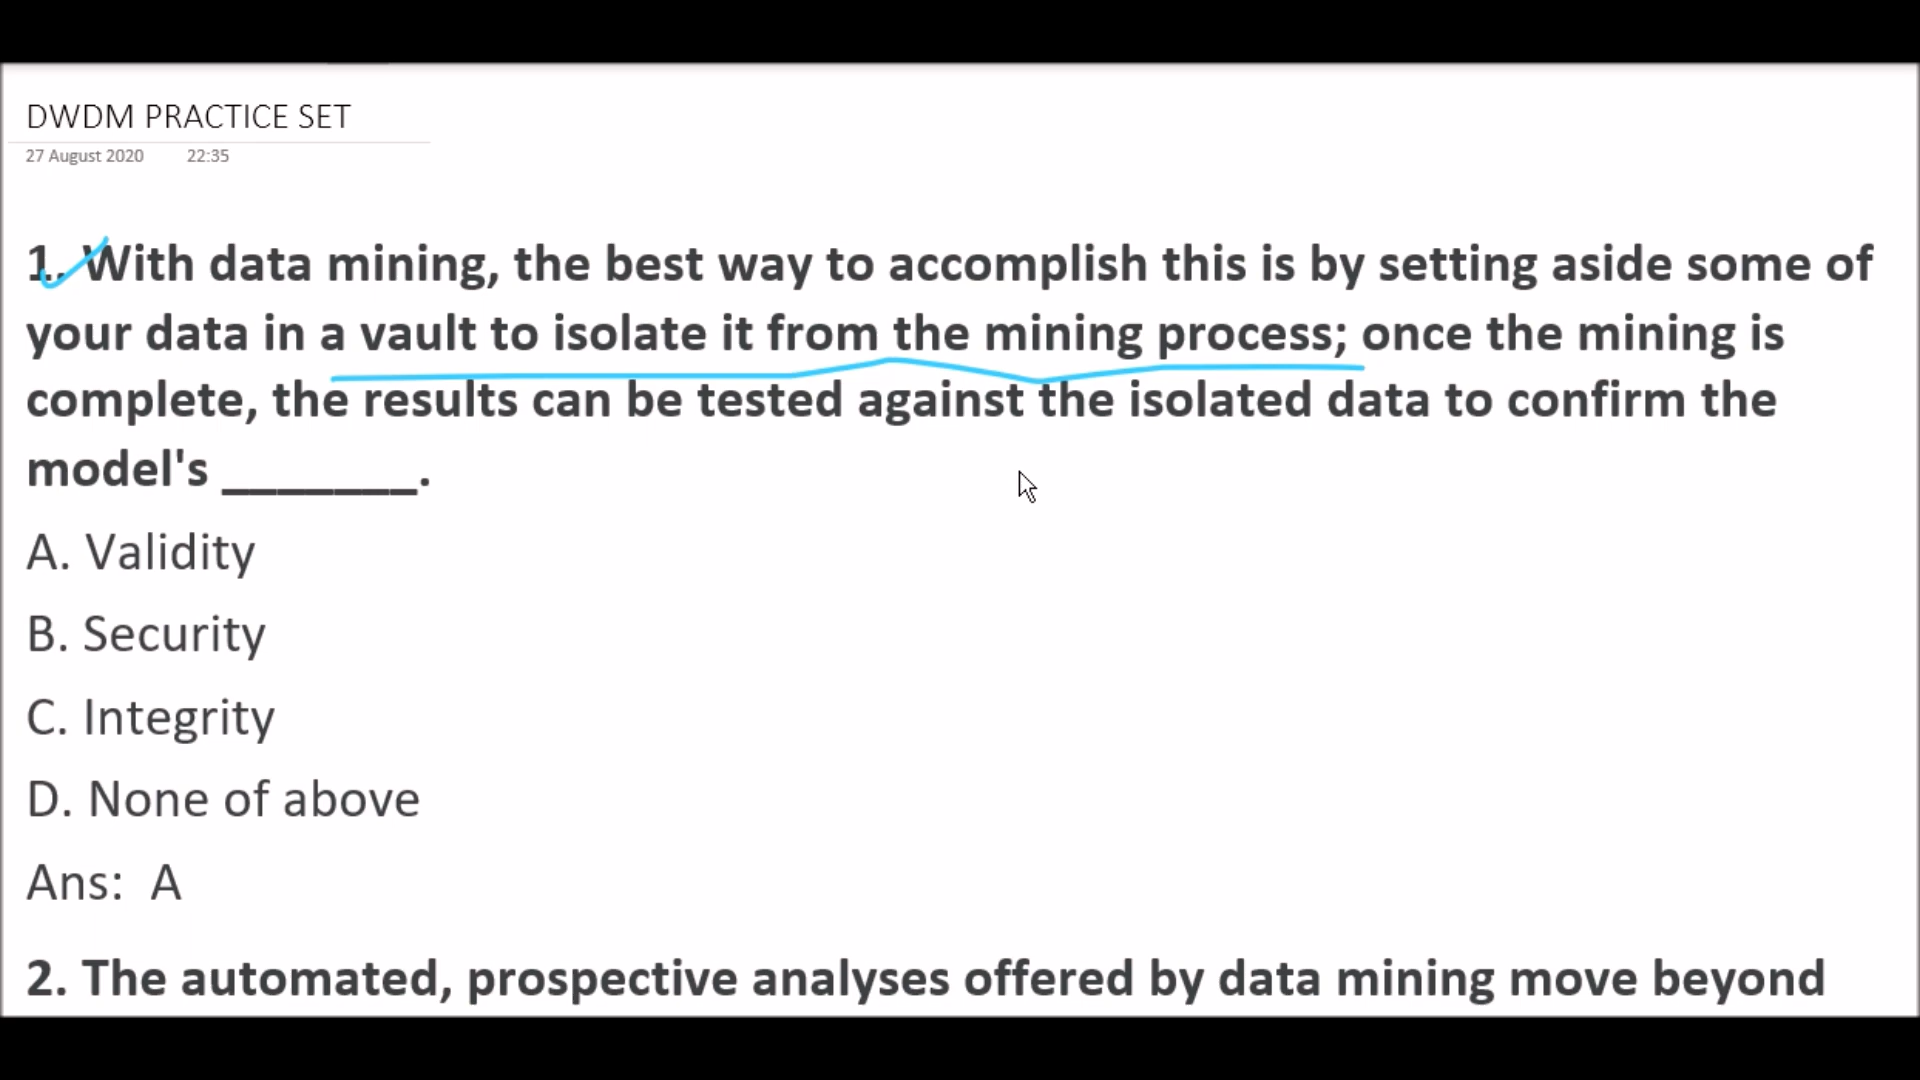 DWDM PRACTICE SET
27 August 2020 22:35
1. With data mining, the best way to accomplish this is by setting aside some of
your data in a vault to isolate it from the mining process; once the mining is
complete, the results can be tested against the isolated data to confirm the
model's _______.
A. Validity
B. Security
C. Integrity
D. None of above
Ans: A
2. The automated, prospective analyses offered by data mining move beyond